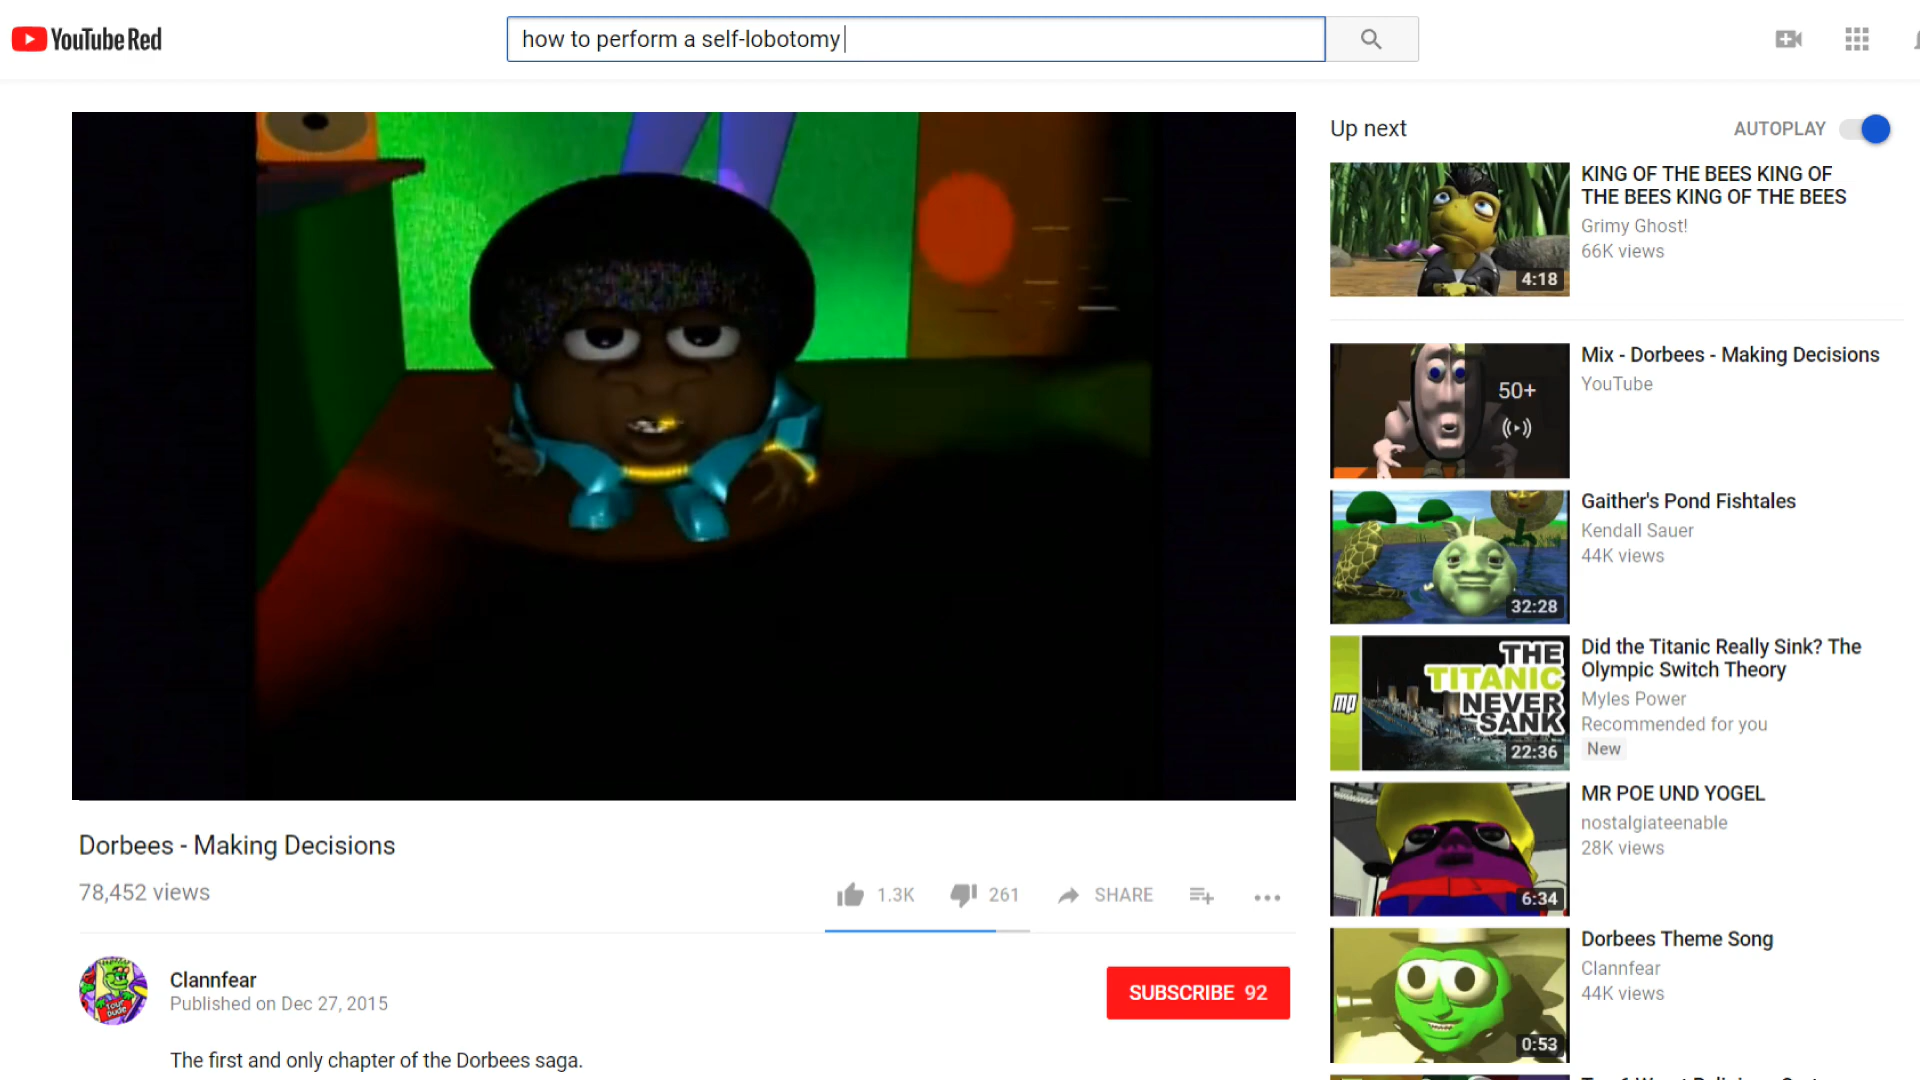 YouTube Red
how to perform a self-lobotomy
Up next
AUTOPLAY
KING OF THE BEES KING OF
THE BEES KING OF THE BEES
Grimy Ghost!
66K views
4:18
Mix - Dorbees - Making Decisions
YouTube
50+
Gaither's Pond Fishtales
Kendall Sauer
44K views
32:28
THE
TITANIC
NEVER
SANK
mp
22:36
Did the Titanic Really Sink? The
Olympic Switch Theory
Myles Power
Recommended for you
New
MR POE UND YOGEL
nostalgiateenable
28K views
6:34
Dorbees Theme Song
Clannfear
44K views
0:53
Dorbees - Making Decisions
78,452 views
1.3K
261
SHARE
Clannfear
Published on Dec 27, 2015
SUBSCRIBE 92
The first and only chapter of the Dorbees saga.